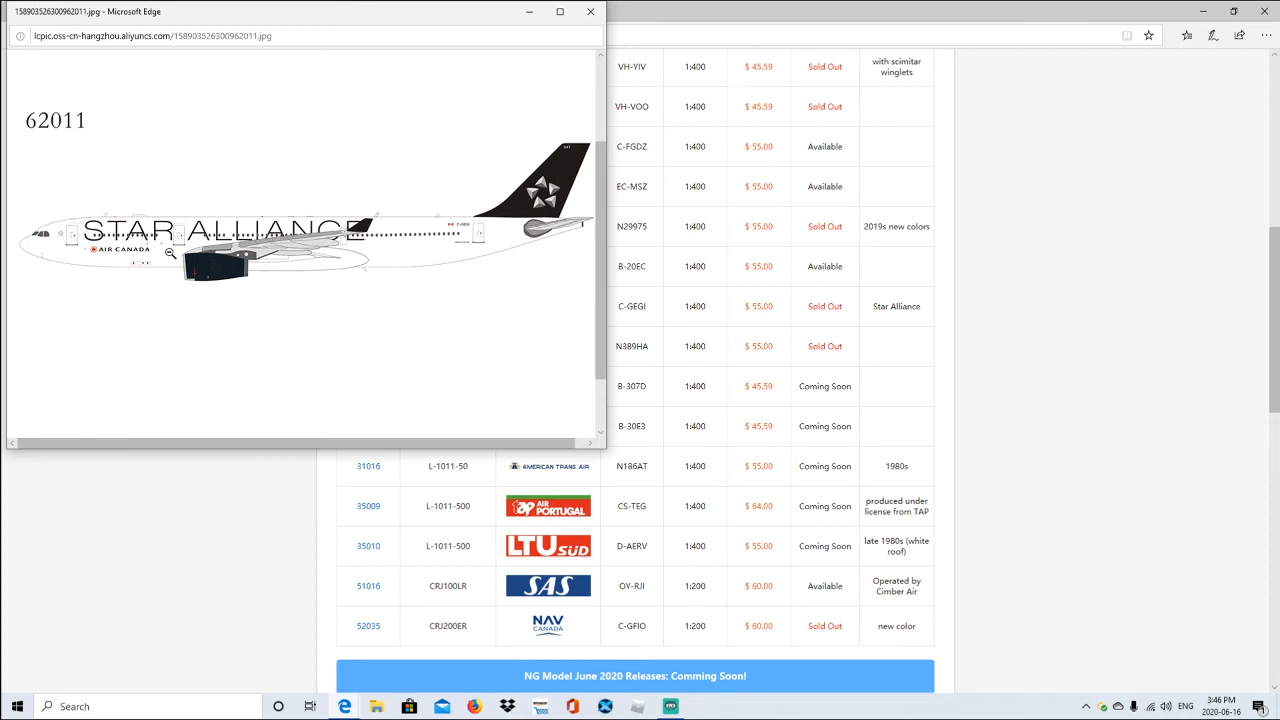 158903526300962011.jpg - Microsoft Edge
lcpic.oss-cn-hangzhou.aliyuncs.com/158903526300962011.jpg
62011
STAR ALLIANCE
AIR CANADA
VH-YIV 1:400 $ 45.59 Sold Out with scimitar winglets
VH-VOO 1:400 $ 45.59 Sold Out
C-FGDZ 1:400 $ 55.00 Available
EC-MSZ 1:400 $ 55.00 Available
N29975 1:400 $ 55.00 Sold Out 2019s new colors
B-20EC 1:400 $ 55.00 Available
C-GEGI 1:400 $ 55.00 Sold Out Star Alliance
N389HA 1:400 $ 55.00 Sold Out
B-307D 1:400 $ 45.59 Coming Soon
B-30E3 1:400 $ 45.59 Coming Soon
31016 L-1011-50 AMERICAN TRANS AIR N186AT 1:400 $ 55.00 Coming Soon 1980s
35009 L-1011-500 tap AIR PORTUGAL CS-TEG 1:400 $ 64.00 Coming Soon produced under license from TAP
35010 L-1011-500 LTU SÜD D-AERV 1:400 $ 55.00 Coming Soon late 1980s (white roof)
51016 CRJ100LR SAS OY-RJI 1:200 $ 60.00 Available Operated by Cimber Air
52035 CRJ200ER NAV CANADA C-GFIO 1:200 $ 60.00 Sold Out new color
NG Model June 2020 Releases: Comming Soon!
Search
ENG
3:46 PM
2020-06-16